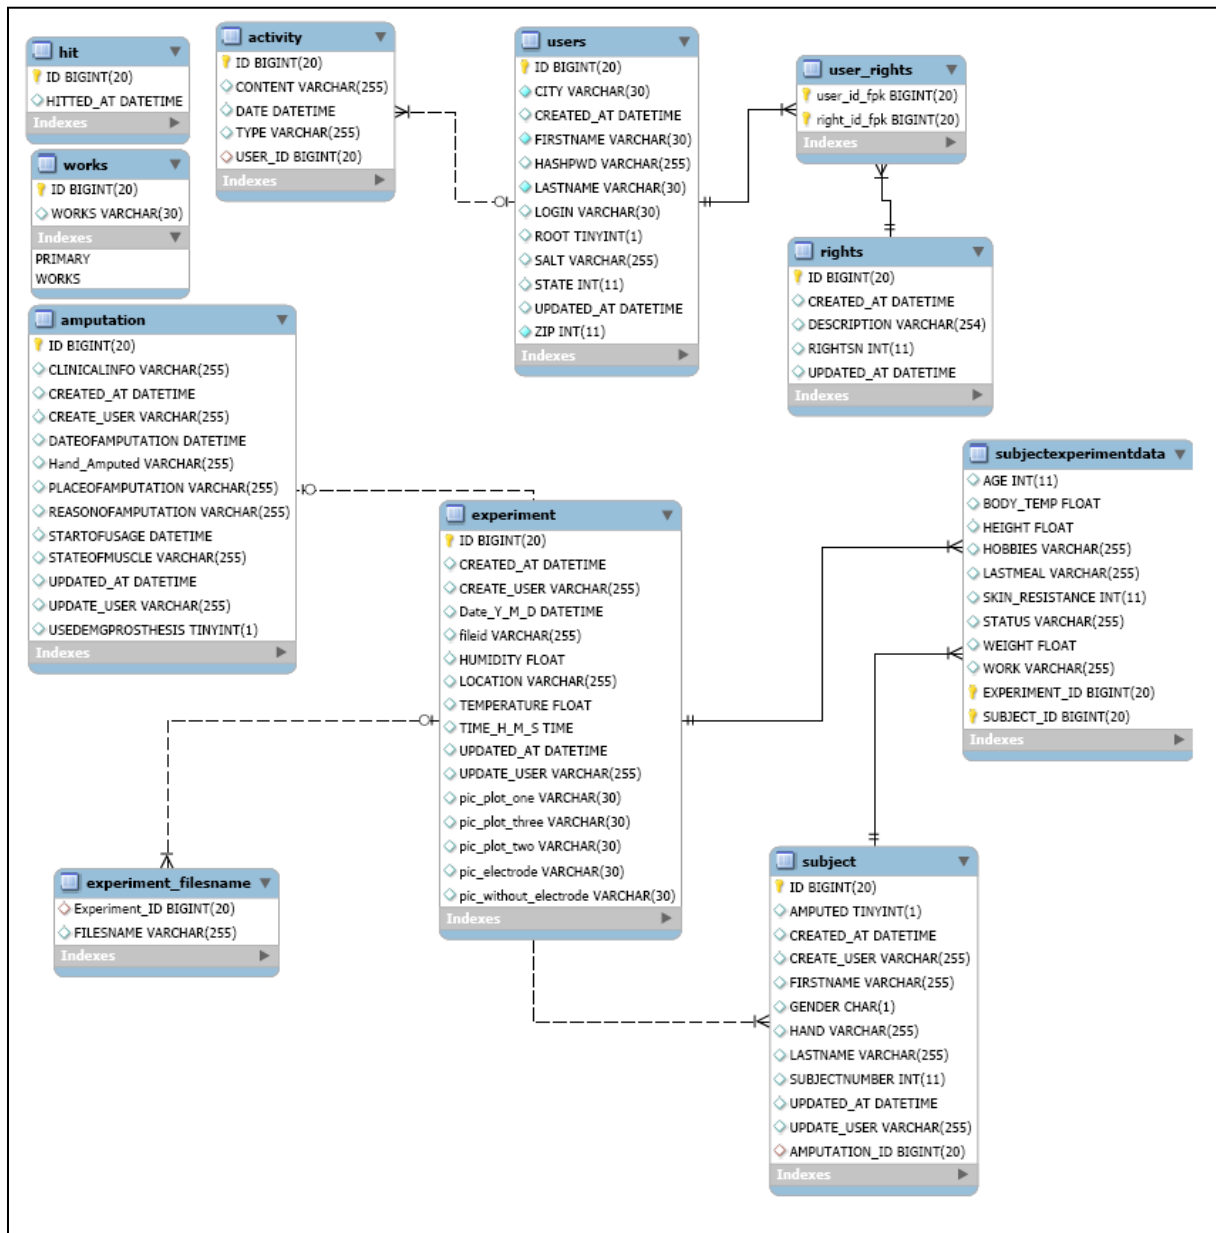 hit
ID BIGINT(20)
HITTED_AT DATETIME
Indexes
works
ID BIGINT(20)
WORKS VARCHAR(30)
Indexes
PRIMARY
WORKS
activity
ID BIGINT(20)
CONTENT VARCHAR(255)
DATE DATETIME
TYPE VARCHAR(255)
USER_ID BIGINT(20)
Indexes
users
ID BIGINT(20)
CITY VARCHAR(30)
CREATED_AT DATETIME
FIRSTNAME VARCHAR(30)
HASHPWD VARCHAR(255)
LASTNAME VARCHAR(30)
LOGIN VARCHAR(30)
ROOT TINYINT(1)
SALT VARCHAR(255)
STATE INT(11)
UPDATED_AT DATETIME
ZIP INT(11)
Indexes
user_rights
user_id_fpk BIGINT(20)
right_id_fpk BIGINT(20)
Indexes
rights
ID BIGINT(20)
CREATED_AT DATETIME
DESCRIPTION VARCHAR(254)
RIGHTSN INT(11)
UPDATED_AT DATETIME
Indexes
amputation
ID BIGINT(20)
CLINICALINFO VARCHAR(255)
CREATED_AT DATETIME
CREATE_USER VARCHAR(255)
DATEOFAMPUTATION DATETIME
Hand_Amputed VARCHAR(255)
PLACEOFAMPUTATION VARCHAR(255)
REASONOFAMPUTATION VARCHAR(255)
STARTOFUSAGE DATETIME
STATEOFMUSCLE VARCHAR(255)
UPDATED_AT DATETIME
UPDATE_USER VARCHAR(255)
USEDEMGPROSTHESIS TINYINT(1)
Indexes
experiment
ID BIGINT(20)
CREATED_AT DATETIME
CREATE_USER VARCHAR(255)
Date_Y_M_D DATETIME
fileid VARCHAR(255)
HUMIDITY FLOAT
LOCATION VARCHAR(255)
TEMPERATURE FLOAT
TIME_H_M_S TIME
UPDATED_AT DATETIME
UPDATE_USER VARCHAR(255)
pic_plot_one VARCHAR(30)
pic_plot_three VARCHAR(30)
pic_plot_two VARCHAR(30)
pic_electrode VARCHAR(30)
pic_without_electrode VARCHAR(30)
Indexes
subjectexperimentdata
AGE INT(11)
BODY_TEMP FLOAT
HEIGHT FLOAT
HOBBIES VARCHAR(255)
LASTMEAL VARCHAR(255)
SKIN_RESISTANCE INT(11)
STATUS VARCHAR(255)
WEIGHT FLOAT
WORK VARCHAR(255)
EXPERIMENT_ID BIGINT(20)
SUBJECT_ID BIGINT(20)
Indexes
experiment_filesname
Experiment_ID BIGINT(20)
FILESNAME VARCHAR(255)
Indexes
subject
ID BIGINT(20)
AMPUTED TINYINT(1)
CREATED_AT DATETIME
CREATE_USER VARCHAR(255)
FIRSTNAME VARCHAR(255)
GENDER CHAR(1)
HAND VARCHAR(255)
LASTNAME VARCHAR(255)
SUBJECTNUMBER INT(11)
UPDATED_AT DATETIME
UPDATE_USER VARCHAR(255)
AMPUTATION_ID BIGINT(20)
Indexes